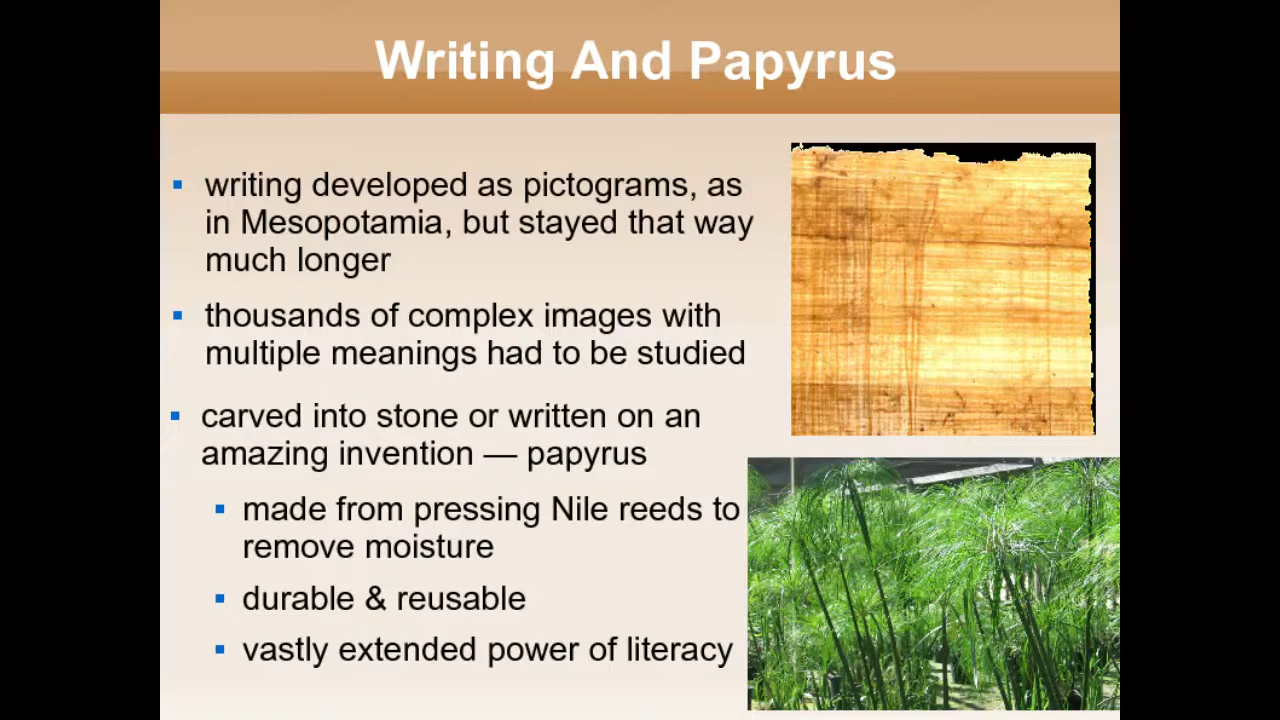 Writing And Papyrus
writing developed as pictograms, as
in Mesopotamia, but stayed that way
much longer
thousands of complex images with
multiple meanings had to be studied
carved into stone or written on an
amazing invention — papyrus
made from pressing Nile reeds to
remove moisture
durable & reusable
vastly extended power of literacy